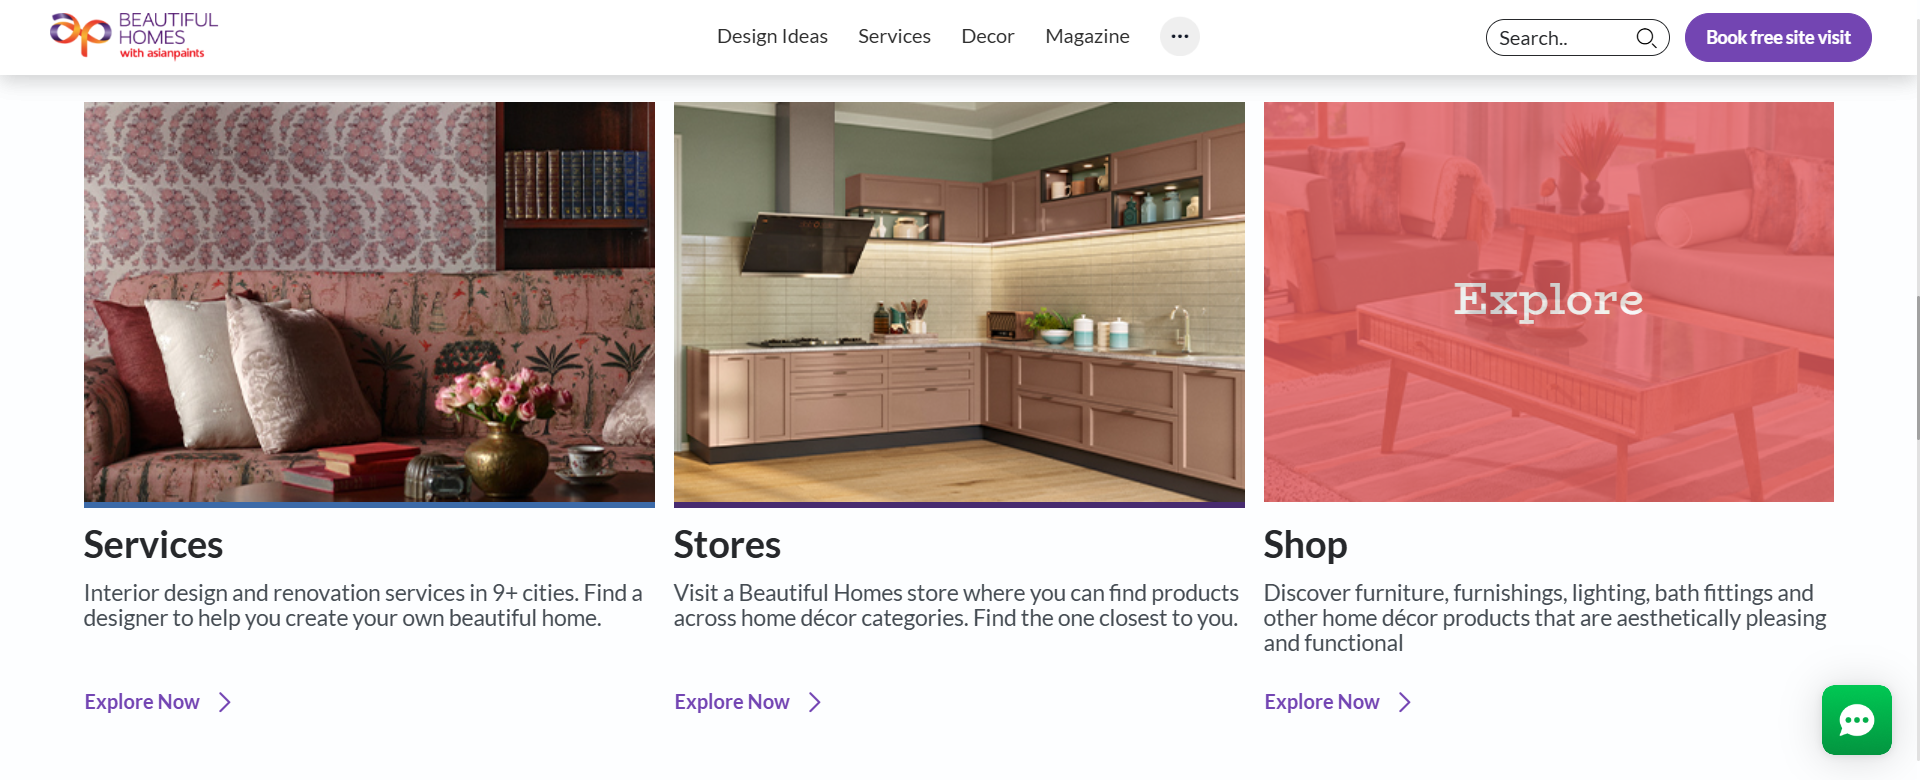 BEAUTIFUL
HOMES
with asianpaints
Design Ideas
Services
Decor
Magazine
Search..
Book free site visit
Explore
Services
Interior design and renovation services in 9+ cities. Find a
designer to help you create your own beautiful home.
Explore Now
Stores
Visit a Beautiful Homes store where you can find products
across home décor categories. Find the one closest to you.
Explore Now
Shop
Discover furniture, furnishings, lighting, bath fittings and
other home décor products that are aesthetically pleasing
and functional
Explore Now